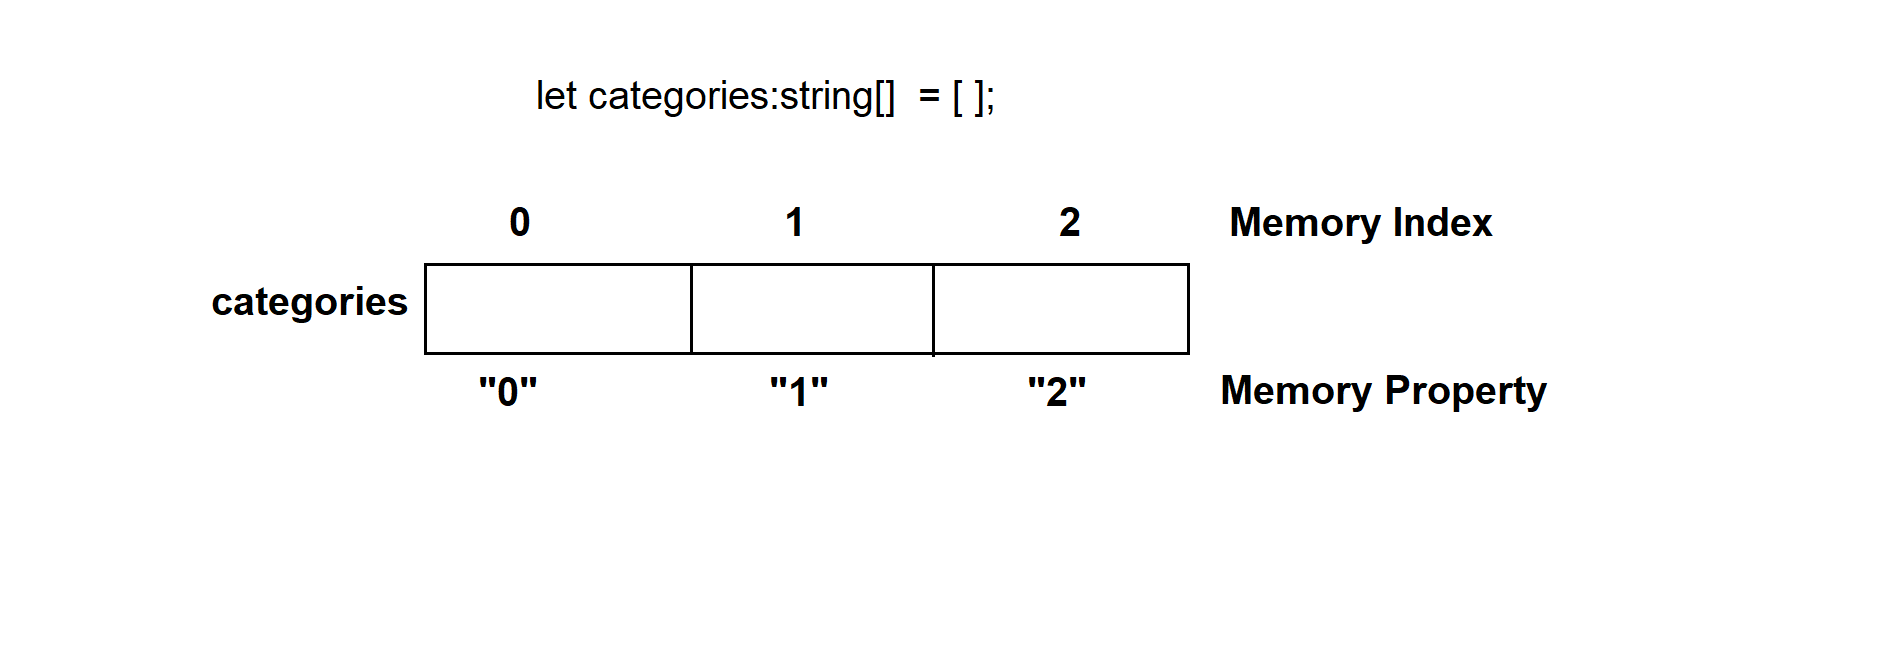 let categories:string[]  = [ ];
0 1 2 Memory Index
categories
"0" "1" "2" Memory Property